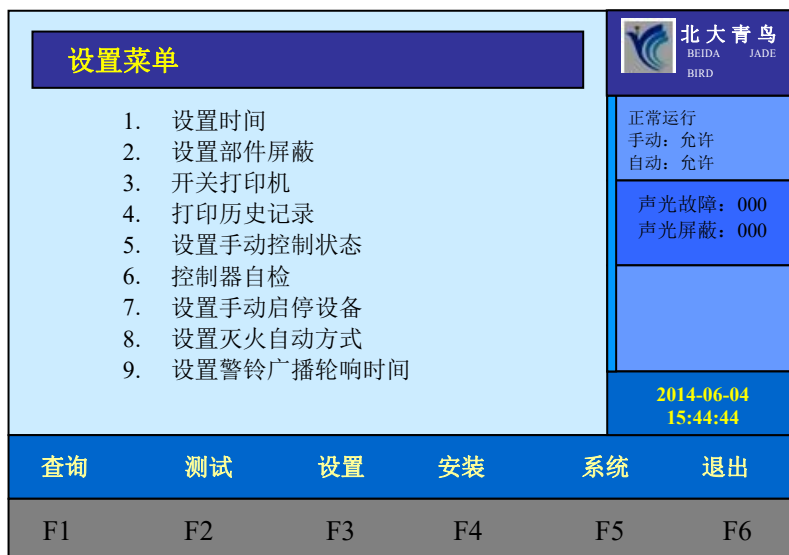 设置菜单
1. 设置时间
2. 设置部件屏蔽
3. 开关打印机
4. 打印历史记录
5. 设置手动控制状态
6. 控制器自检
7. 设置手动启停设备
8. 设置灭火自动方式
9. 设置警铃广播轮响时间
北大青鸟
BEIDA JADE
BIRD
正常运行
手动：允许
自动：允许
声光故障：000
声光屏蔽：000
2014-06-04
15:44:44
查询 测试 设置 安装 系统 退出
F1 F2 F3 F4 F5 F6